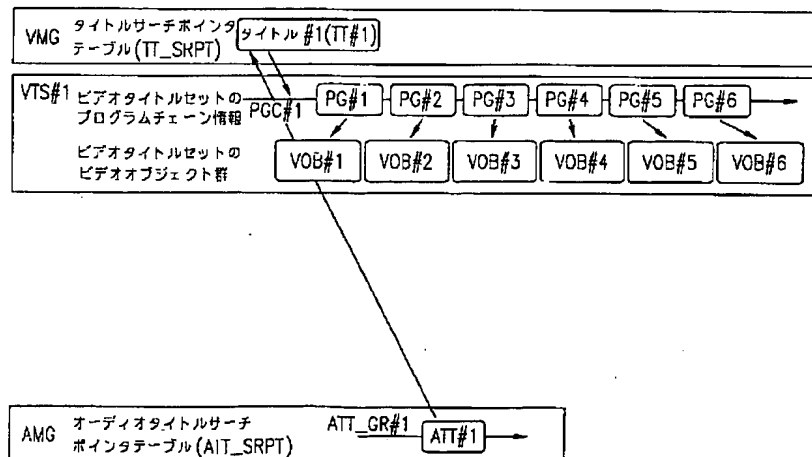 VMG タイトルサーチポインタ
テーブル(TT_SRPT)
タイトル #1(TT#1)
VTS#1 ビデオタイトルセットの
プログラムチェーン情報
PGC#1
PG#1 PG#2 PG#3 PG#4 PG#5 PG#6
ビデオタイトルセットの
ビデオオブジェクト群
VOB#1 VOB#2 VOB#3 VOB#4 VOB#5 VOB#6
AMG オーディオタイトルサーチ
ポインタテーブル(AIT_SRPT)
ATT_GR#1
ATT#1